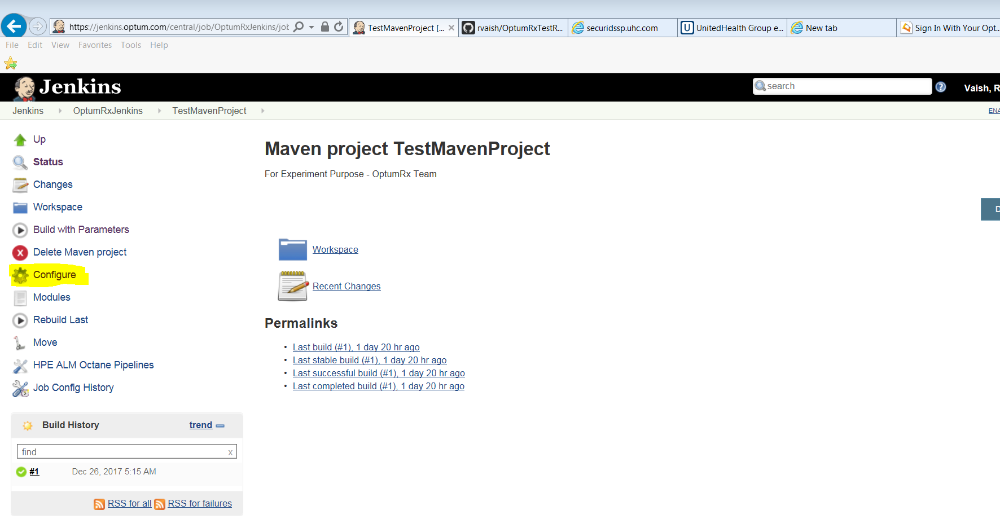 https://jenkins.optum.com/central/job/OptumRxJenkins/job
TestMavenProject [...
rvaish/OptumRxTestR...
securidssp.uhc.com
UnitedHealth Group e...
New tab
Sign In With Your Opt...
File Edit View Favorites Tools Help
Jenkins
search
Vaish, R
Jenkins OptumRxJenkins TestMavenProject
ENA
Up
Status
Changes
Workspace
Build with Parameters
Delete Maven project
Configure
Modules
Rebuild Last
Move
HPE ALM Octane Pipelines
Job Config History
Build History trend
find x
#1 Dec 26, 2017 5:15 AM
RSS for all RSS for failures
Maven project TestMavenProject
For Experiment Purpose - OptumRx Team
D
Workspace
Recent Changes
Permalinks
• Last build (#1), 1 day 20 hr ago
• Last stable build (#1), 1 day 20 hr ago
• Last successful build (#1), 1 day 20 hr ago
• Last completed build (#1), 1 day 20 hr ago